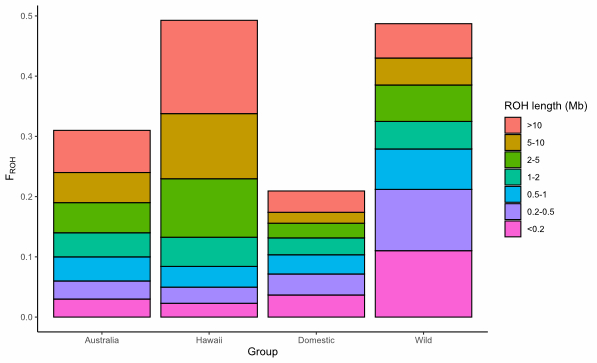 0.5
0.4
0.3
0.2
0.1
0.0
FROH
Australia
Hawaii
Domestic
Wild
Group
ROH length (Mb)
>10
5-10
2-5
1-2
0.5-1
0.2-0.5
<0.2